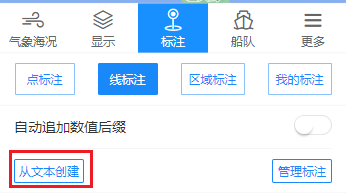 气象海况 显示 标注 船队 更多
点标注 线标注 区域标注 我的标注
自动追加数值后缀
从文本创建 管理标注